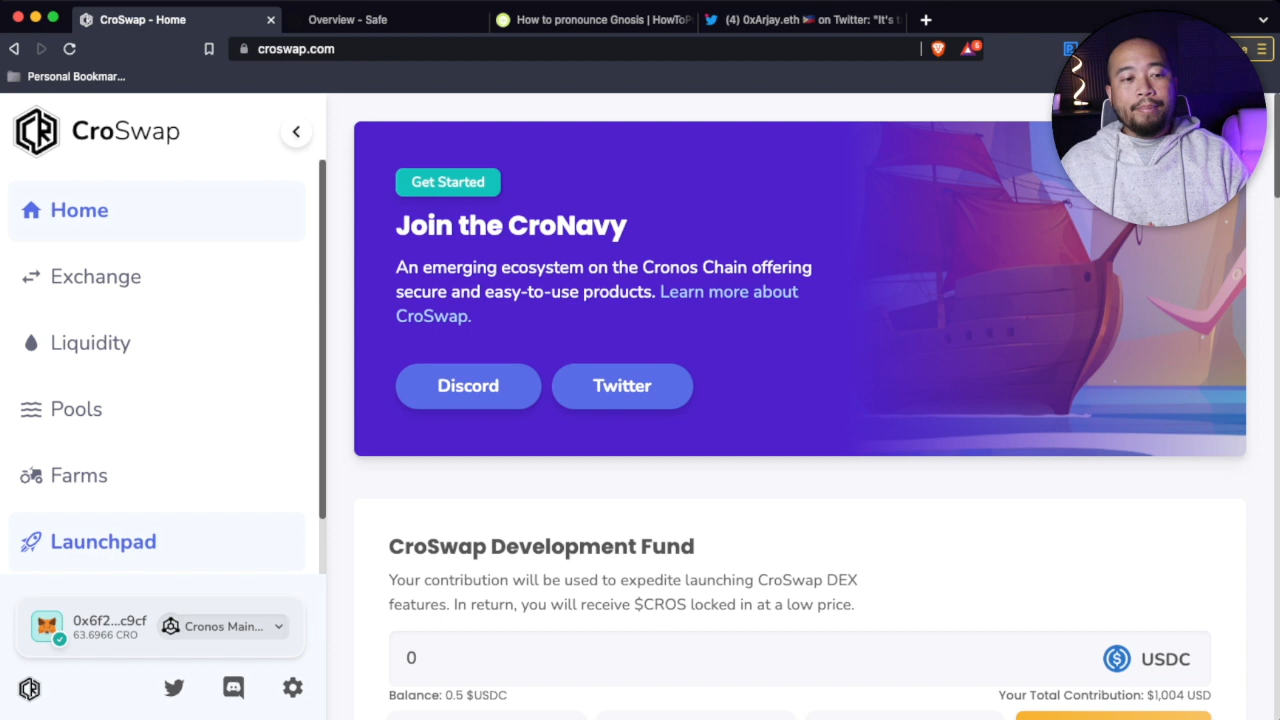 CroSwap - Home
Overview - Safe
How to pronounce Gnosis | HowToP
(4) 0xArjay.eth 🇵🇭 on Twitter: "It's t
croswap.com
6
Personal Bookmar...
CroSwap
Home
Exchange
Liquidity
Pools
Farms
Launchpad
0x6f2...c9cf
63.6966 CRO
Cronos Main...
Get Started
Join the CroNavy
An emerging ecosystem on the Cronos Chain offering
secure and easy-to-use products. Learn more about
CroSwap.
Discord
Twitter
CroSwap Development Fund
Your contribution will be used to expedite launching CroSwap DEX
features. In return, you will receive $CROS locked in at a low price.
0
USDC
Balance: 0.5 $USDC
Your Total Contribution: $1,004 USD